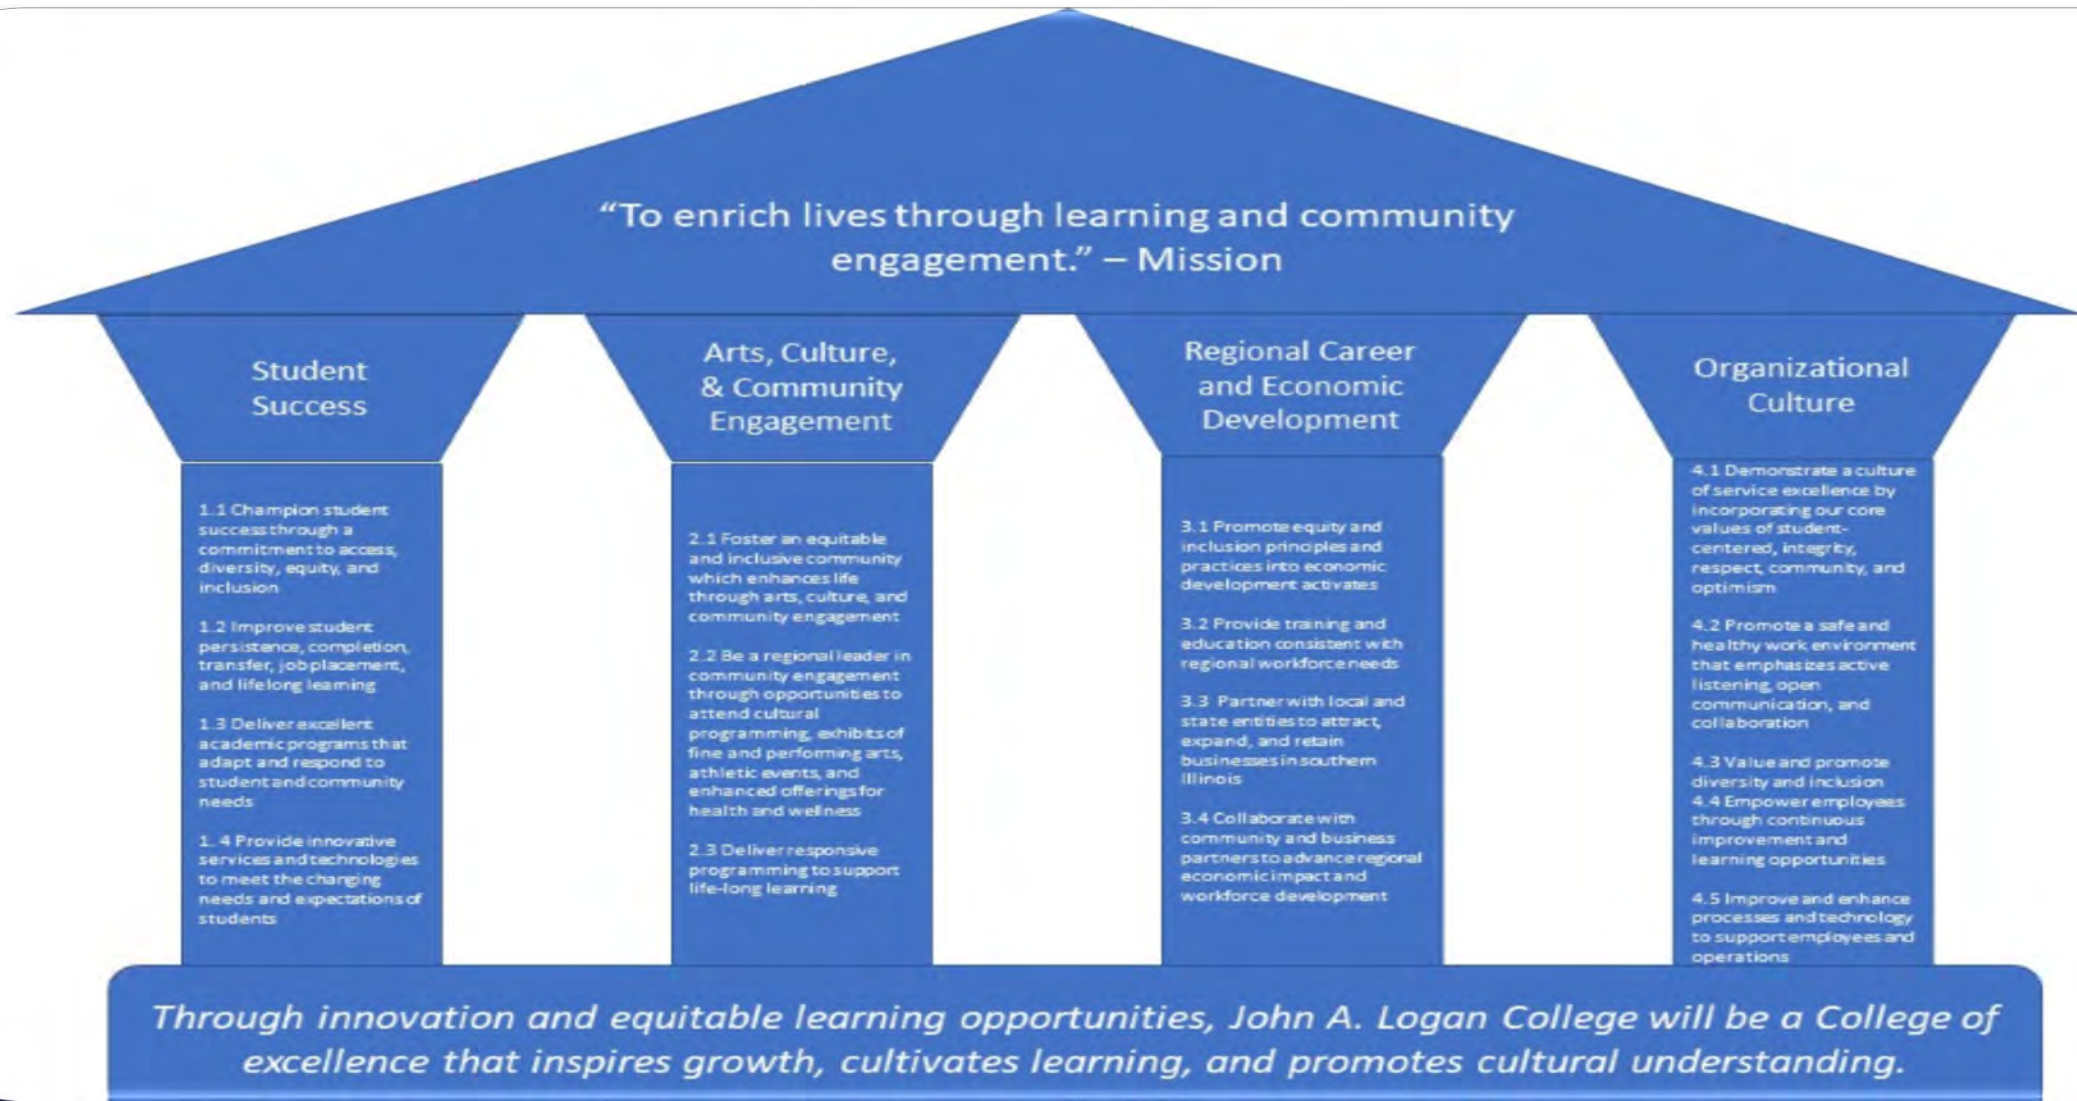 “To enrich lives through learning and community
engagement.” – Mission
Student
Success
1.1 Champion student
success through a
commitment to access,
diversity, equity, and
inclusion
1.2 Improve student
persistence, completion,
transfer, job placement,
and lifelong learning
1.3 Deliver excellent
academic programs that
adapt and respond to
student and community
needs
1. 4 Provide innovative
services and technologies
to meet the changing
needs and expectations of
students
Arts, Culture,
& Community
Engagement
2.1 Foster an equitable
and inclusive community
which enhances life
through arts, culture, and
community engagement
2.2 Be a regional leader in
community engagement
through opportunities to
attend cultural
programming, exhibits of
fine and performing arts,
athletic events, and
enhanced offerings for
health and wellness
2.3 Deliver responsive
programming to support
life-long learning
Regional Career
and Economic
Development
3.1 Promote equity and
inclusion principles and
practices into economic
development activates
3.2 Provide training and
education consistent with
regional workforce needs
3.3 Partner with local and
state entities to attract,
expand, and retain
businesses in southern
Illinois
3.4 Collaborate with
community and business
partners to advance regional
economic impact and
workforce development
Organizational
Culture
4.1 Demonstrate a culture
of service excellence by
incorporating our core
values of student-
centered, integrity,
respect, community, and
optimism
4.2 Promote a safe and
healthy work environment
that emphasizes active
listening, open
communication, and
collaboration
4.3 Value and promote
diversity and inclusion
4.4 Empower employees
through continuous
improvement and
learning opportunities
4.5 Improve and enhance
processes and technology
to support employees and
operations
Through innovation and equitable learning opportunities, John A. Logan College will be a College of
excellence that inspires growth, cultivates learning, and promotes cultural understanding.